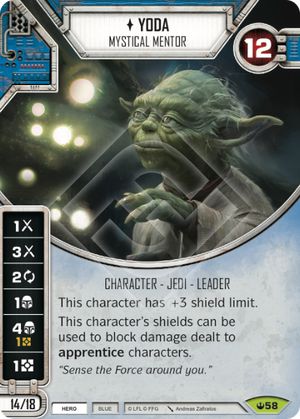 YODA
MYSTICAL MENTOR
12
1
3
2
1
4
1
1
CHARACTER - JEDI - LEADER
This character has +3 shield limit.
This character's shields can
be used to block damage dealt to
apprentice characters.
"Sense the Force around you."
14/18
HERO
BLUE
© LFL © FFG
Andreas Zafiratos
58